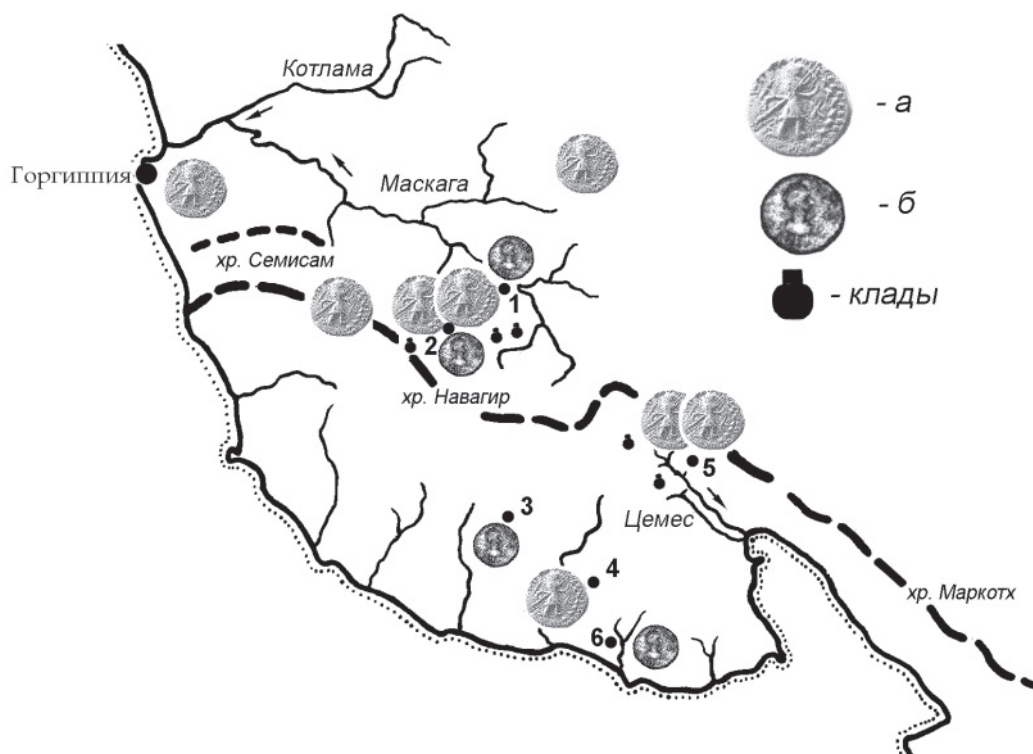 Котлама
- а
Горгиппия
Маскага
- б
хр. Семисам
1
- клады
2
хр. Навагир
5
3
Цемес
4
хр. Маркотх
6